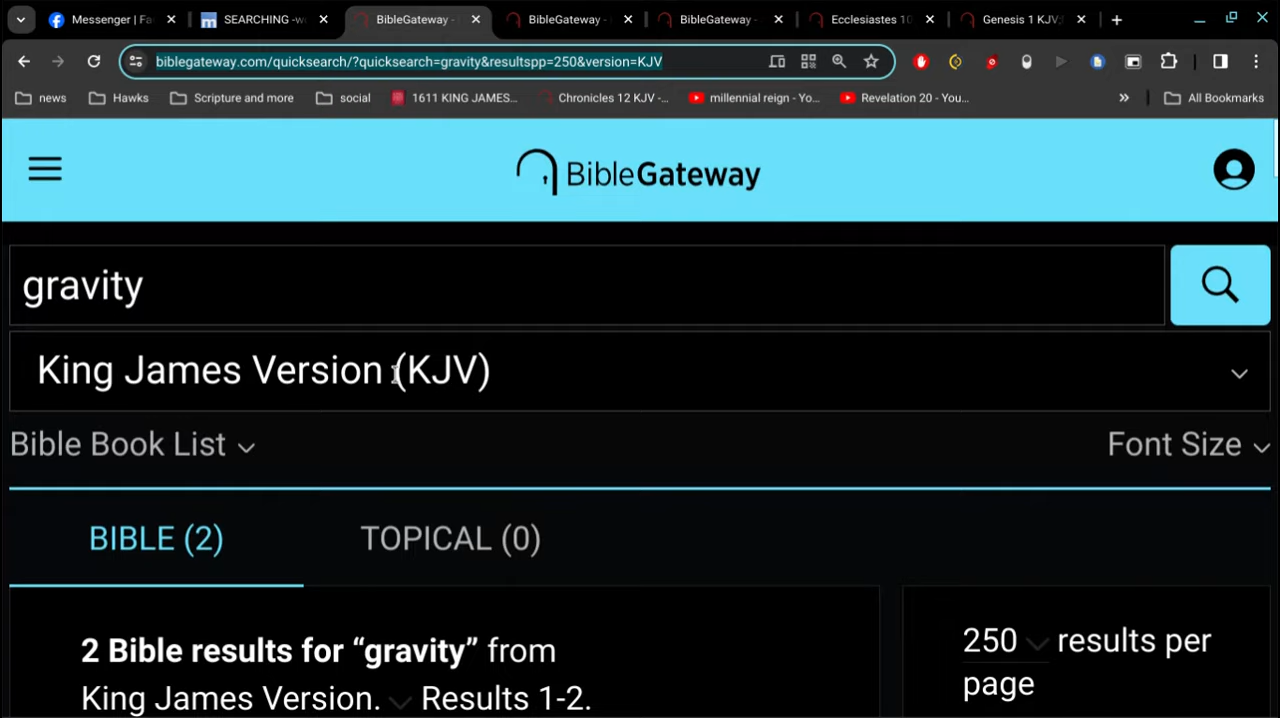 Messenger | Fa
SEARCHING -w
BibleGateway -
BibleGateway -
BibleGateway -
Ecclesiastes 10
Genesis 1 KJV;
biblegateway.com/quicksearch/?quicksearch=gravity&resultspp=250&version=KJV
news
Hawks
Scripture and more
social
1611 KING JAMES...
Chronicles 12 KJV -...
millennial reign - Yo...
Revelation 20 - You...
All Bookmarks
BibleGateway
gravity
King James Version (KJV)
Bible Book List
Font Size
BIBLE (2)
TOPICAL (0)
2 Bible results for “gravity” from
King James Version. Results 1-2.
250 results per
page